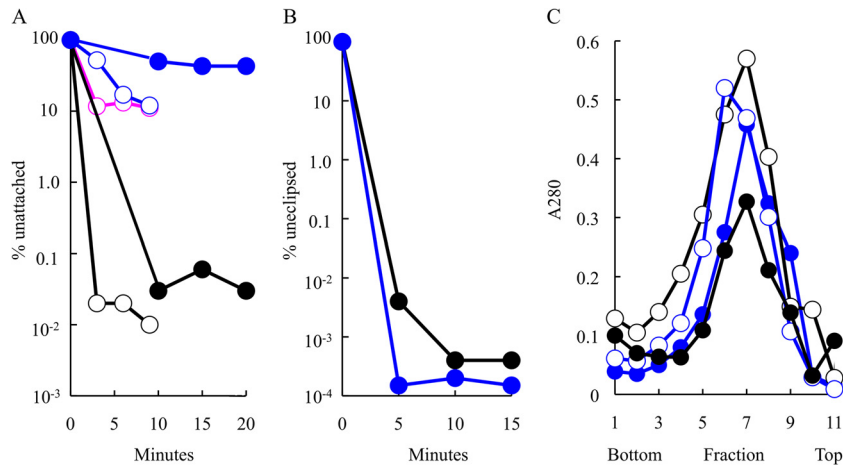 A
B
C
% unattached
100
10
1.0
0.1
0.01
10-2
10-3
0 5 10 15 20
Minutes
% uneclipsed
100
10
1.0
0.1
10-2
10-3
10-4
0 5 10 15
Minutes
A280
0.6
0.5
0.4
0.3
0.2
0.1
0
1 3 5 7 9 11
Bottom Fraction Top